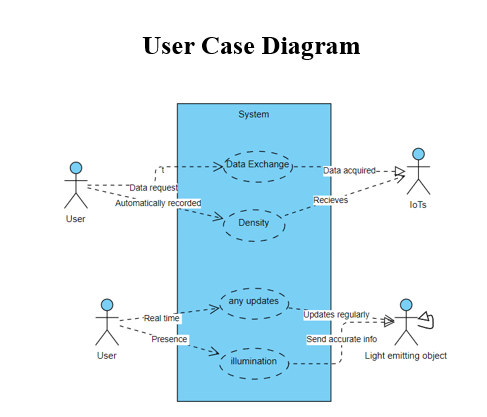 User Case Diagram
System
Data Exchange
Data acquired
Data request
Automatically recorded
Recieves
User
IoTs
Density
any updates
Updates regularly
Real time
Presence
Send accurate info
User
illumination
Light emitting object